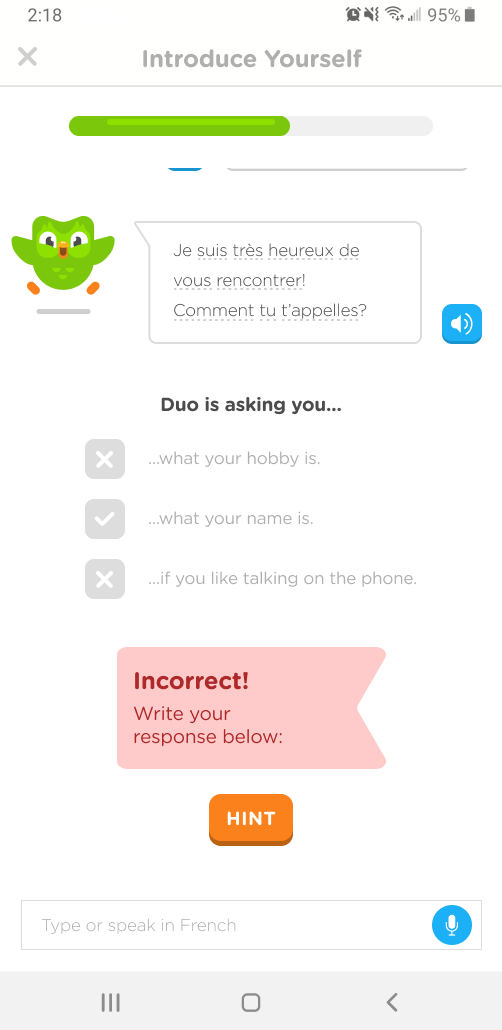 2:18
95%
Introduce Yourself
Je suis très heureux de
vous rencontrer!
Comment tu t'appelles?
Duo is asking you...
...what your hobby is.
...what your name is.
...if you like talking on the phone.
Incorrect!
Write your
response below:
HINT
Type or speak in French